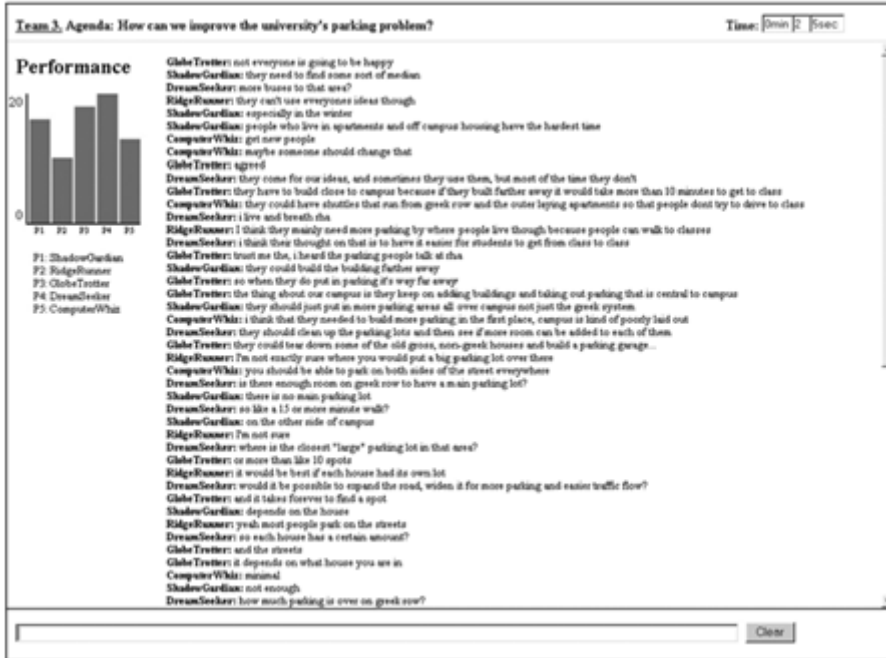 Team 3. Agenda: How can we improve the university's parking problem?
Time: 0min 2 5sec
Performance
20
0
P1 P2 P3 P4 P5
P1: ShadowGardian
P2: RidgeRunner
P3: GlobeTrotter
P4: DreamSeeker
P5: ComputerWhiz
GlobeTrotter: not everyone is going to be happy
ShadowGardian: they need to find some sort of median
DreamSeeker: more buses to that area?
RidgeRunner: they can't use everyones ideas though
ShadowGardian: especially in the winter
ShadowGardian: people who live in apartments and off campus housing have the hardest time
ComputerWhiz: get new people
ComputerWhiz: maybe someone should change that
GlobeTrotter: agreed
DreamSeeker: they come for our ideas, and sometimes they use them, but most of the time they don't
GlobeTrotter: they have to build close to campus because if they built farther away it would take more than 10 minutes to get to class
ComputerWhiz: they could have shuttles that run from greek row and the outer laying apartments so that people dont try to drive to class
DreamSeeker: i live and breath rha
RidgeRunner: I think they mainly need more parking by where people live though because people can walk to classes
DreamSeeker: i think their thought on that is to have it easier for students to get from class to class
GlobeTrotter: trust me the, i heard the parking people talk at rha
ShadowGardian: they could build the building farther away
GlobeTrotter: so when they do put in parking it's way far away
GlobeTrotter: the thing about our campus is they keep on adding buildings and taking out parking that is central to campus
ShadowGardian: they should just put in more parking areas all over campus not just the greek system
ComputerWhiz: i think that they needed to build more parking in the first place, campus is kind of poorly laid out
DreamSeeker: they should clean up the parking lots and then see if more room can be added to each of them
GlobeTrotter: they could tear down some of the old gross, non-greek houses and build a parking garage...
RidgeRunner: I'm not exactly sure where you would put a big parking lot over there
ComputerWhiz: you should be able to park on both sides of the street everywhere
DreamSeeker: is there enough room on greek row to have a main parking lot?
ShadowGardian: there is no main parking lot
DreamSeeker: so like a 15 or more minute walk?
ShadowGardian: on the other side of campus
RidgeRunner: I'm not sure
DreamSeeker: where is the closest "large" parking lot in that area?
GlobeTrotter: or more than like 10 spots
RidgeRunner: it would be best if each house had its own lot
DreamSeeker: would it be possible to expand the road, widen it for more parking and easier traffic flow?
GlobeTrotter: and it takes forever to find a spot
ShadowGardian: depends on the house
RidgeRunner: yeah most people park on the streets
DreamSeeker: so each house has a certain amount?
GlobeTrotter: and the streets
GlobeTrotter: it depends on what house you are in
ComputerWhiz: minimal
ShadowGardian: not enough
DreamSeeker: how much parking is over on greek row?
Clear